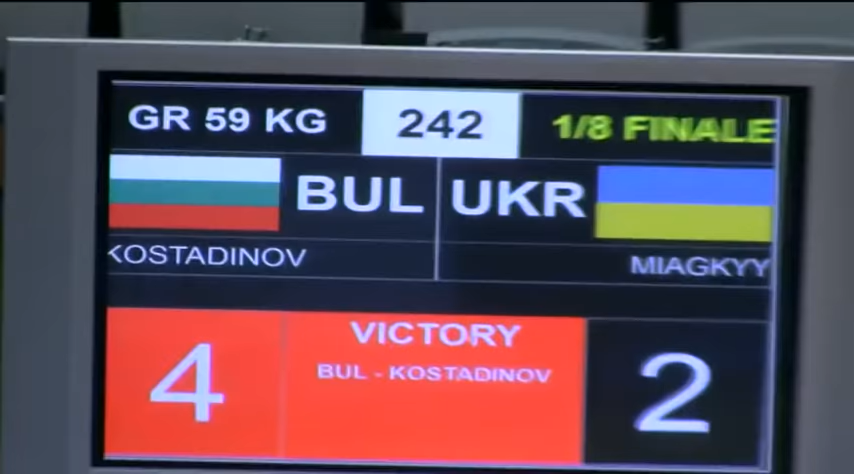 GR 59 KG 242 1/8 FINALE
BUL UKR
KOSTADINOV MIAGKYY
VICTORY
BUL - KOSTADINOV
4 2